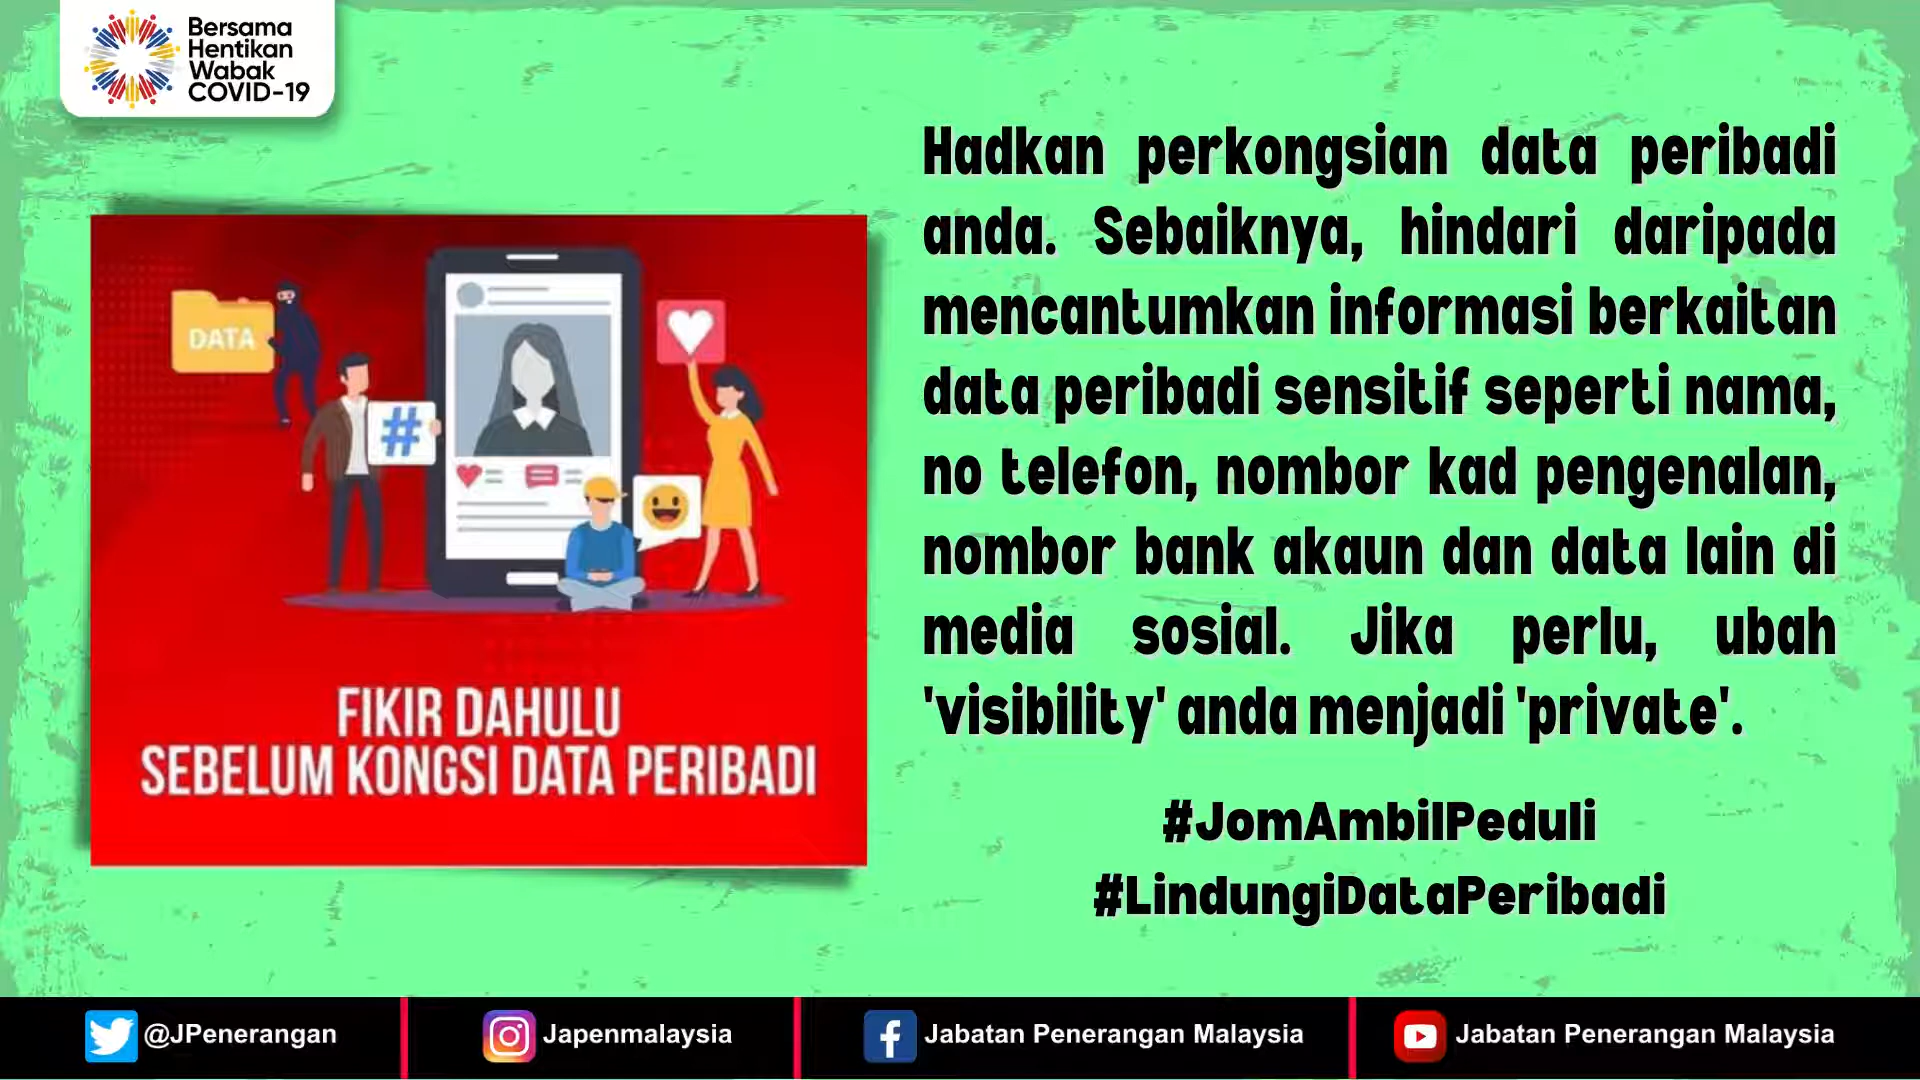 Bersama
Hentikan
Wabak
COVID-19
DATA
#
FIKIR DAHULU
SEBELUM KONGSI DATA PERIBADI
Hadkan perkongsian data peribadi
anda. Sebaiknya, hindari daripada
mencantumkan informasi berkaitan
data peribadi sensitif seperti nama,
no telefon, nombor kad pengenalan,
nombor bank akaun dan data lain di
media sosial. Jika perlu, ubah
'visibility' anda menjadi 'private'.
#JomAmbilPeduli
#LindungiDataPeribadi
@JPenerangan
Japenmalaysia
Jabatan Penerangan Malaysia
Jabatan Penerangan Malaysia